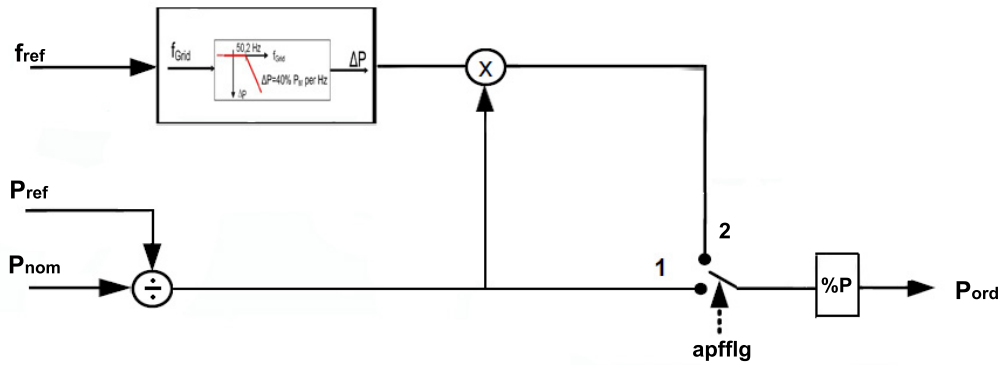 fref
fGrid
50,2 Hz
fGrid
ΔP=40% PM per Hz
ΔP
ΔP
X
Pref
Pnom
÷
1
2
%P
Pord
apfflg